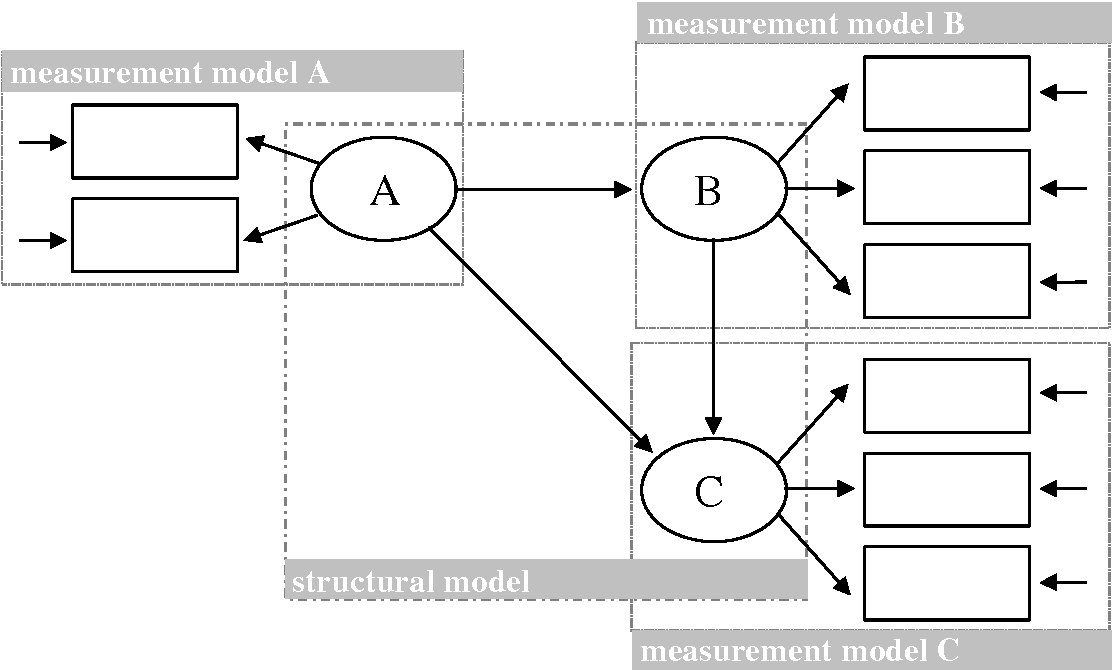 measurement model B
measurement model A
A
B
C
structural model
measurement model C